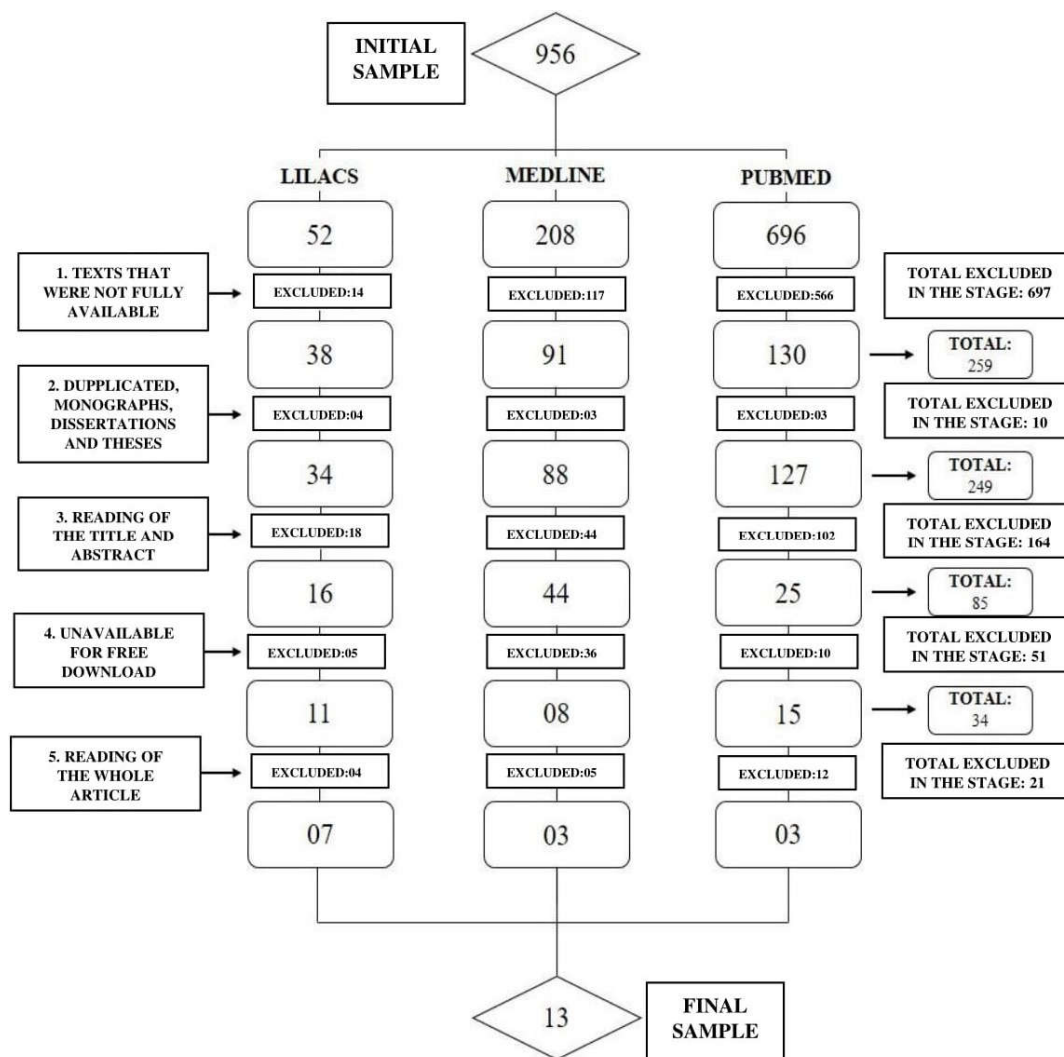 INITIAL
SAMPLE
956
LILACS
MEDLINE
PUBMED
52
208
696
1. TEXTS THAT
WERE NOT FULLY
AVAILABLE
EXCLUDED:14
EXCLUDED:117
EXCLUDED:566
TOTAL EXCLUDED
IN THE STAGE: 697
38
91
130
TOTAL:
259
2. DUPPLICATED,
MONOGRAPHS,
DISSERTATIONS
AND THESES
EXCLUDED:04
EXCLUDED:03
EXCLUDED:03
TOTAL EXCLUDED
IN THE STAGE: 10
34
88
127
TOTAL:
249
3. READING OF
THE TITLE AND
ABSTRACT
EXCLUDED:18
EXCLUDED:44
EXCLUDED:102
TOTAL EXCLUDED
IN THE STAGE: 164
16
44
25
TOTAL:
85
4. UNAVAILABLE
FOR FREE
DOWNLOAD
EXCLUDED:05
EXCLUDED:36
EXCLUDED:10
TOTAL EXCLUDED
IN THE STAGE: 51
11
08
15
TOTAL:
34
5. READING OF
THE WHOLE
ARTICLE
EXCLUDED:04
EXCLUDED:05
EXCLUDED:12
TOTAL EXCLUDED
IN THE STAGE: 21
07
03
03
13
FINAL
SAMPLE